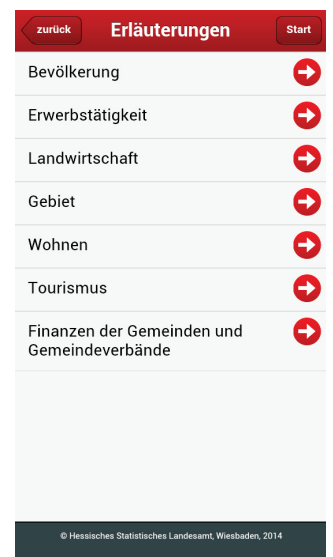 zurück Erläuterungen Start
Bevölkerung
Erwerbstätigkeit
Landwirtschaft
Gebiet
Wohnen
Tourismus
Finanzen der Gemeinden und
Gemeindeverbände
© Hessisches Statistisches Landesamt, Wiesbaden, 2014